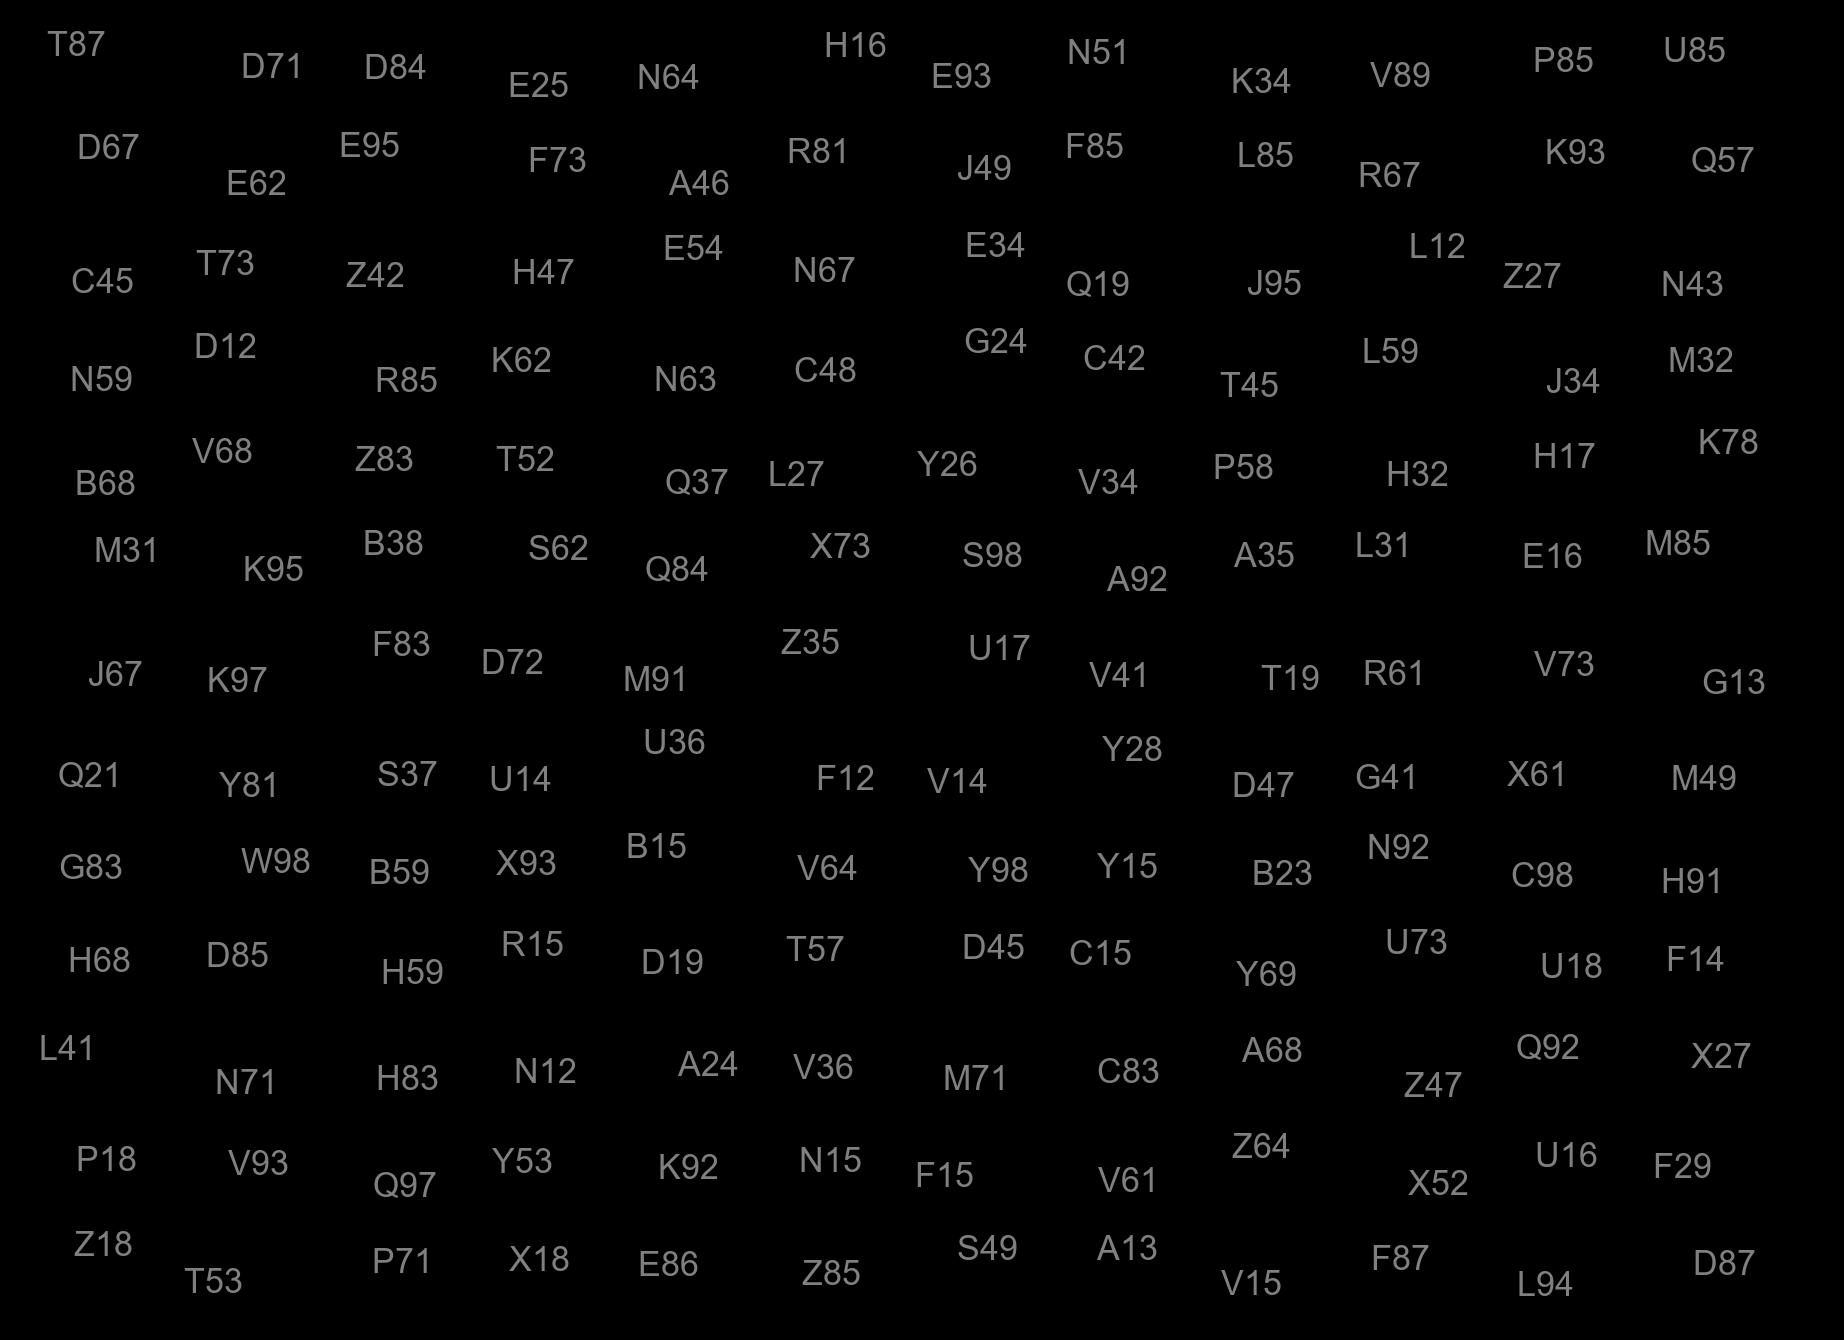 T87 D71 D84 E25 N64 H16 E93 N51 K34 V89 P85 U85
D67 E62 E95 F73 A46 R81 J49 F85 L85 R67 K93 Q57
C45 T73 Z42 H47 E54 N67 E34 Q19 J95 L12 Z27 N43
N59 D12 R85 K62 N63 C48 G24 C42 T45 L59 J34 M32
B68 V68 Z83 T52 Q37 L27 Y26 V34 P58 H32 H17 K78
M31 K95 B38 S62 Q84 X73 S98 A92 A35 L31 E16 M85
J67 K97 F83 D72 M91 Z35 U17 V41 T19 R61 V73 G13
Q21 Y81 S37 U14 U36 F12 V14 Y28 D47 G41 X61 M49
G83 W98 B59 X93 B15 V64 Y98 Y15 B23 N92 C98 H91
H68 D85 H59 R15 D19 T57 D45 C15 Y69 U73 U18 F14
L41 N71 H83 N12 A24 V36 M71 C83 A68 Z47 Q92 X27
P18 V93 Q97 Y53 K92 N15 F15 V61 Z64 X52 U16 F29
Z18 T53 P71 X18 E86 Z85 S49 A13 V15 F87 L94 D87